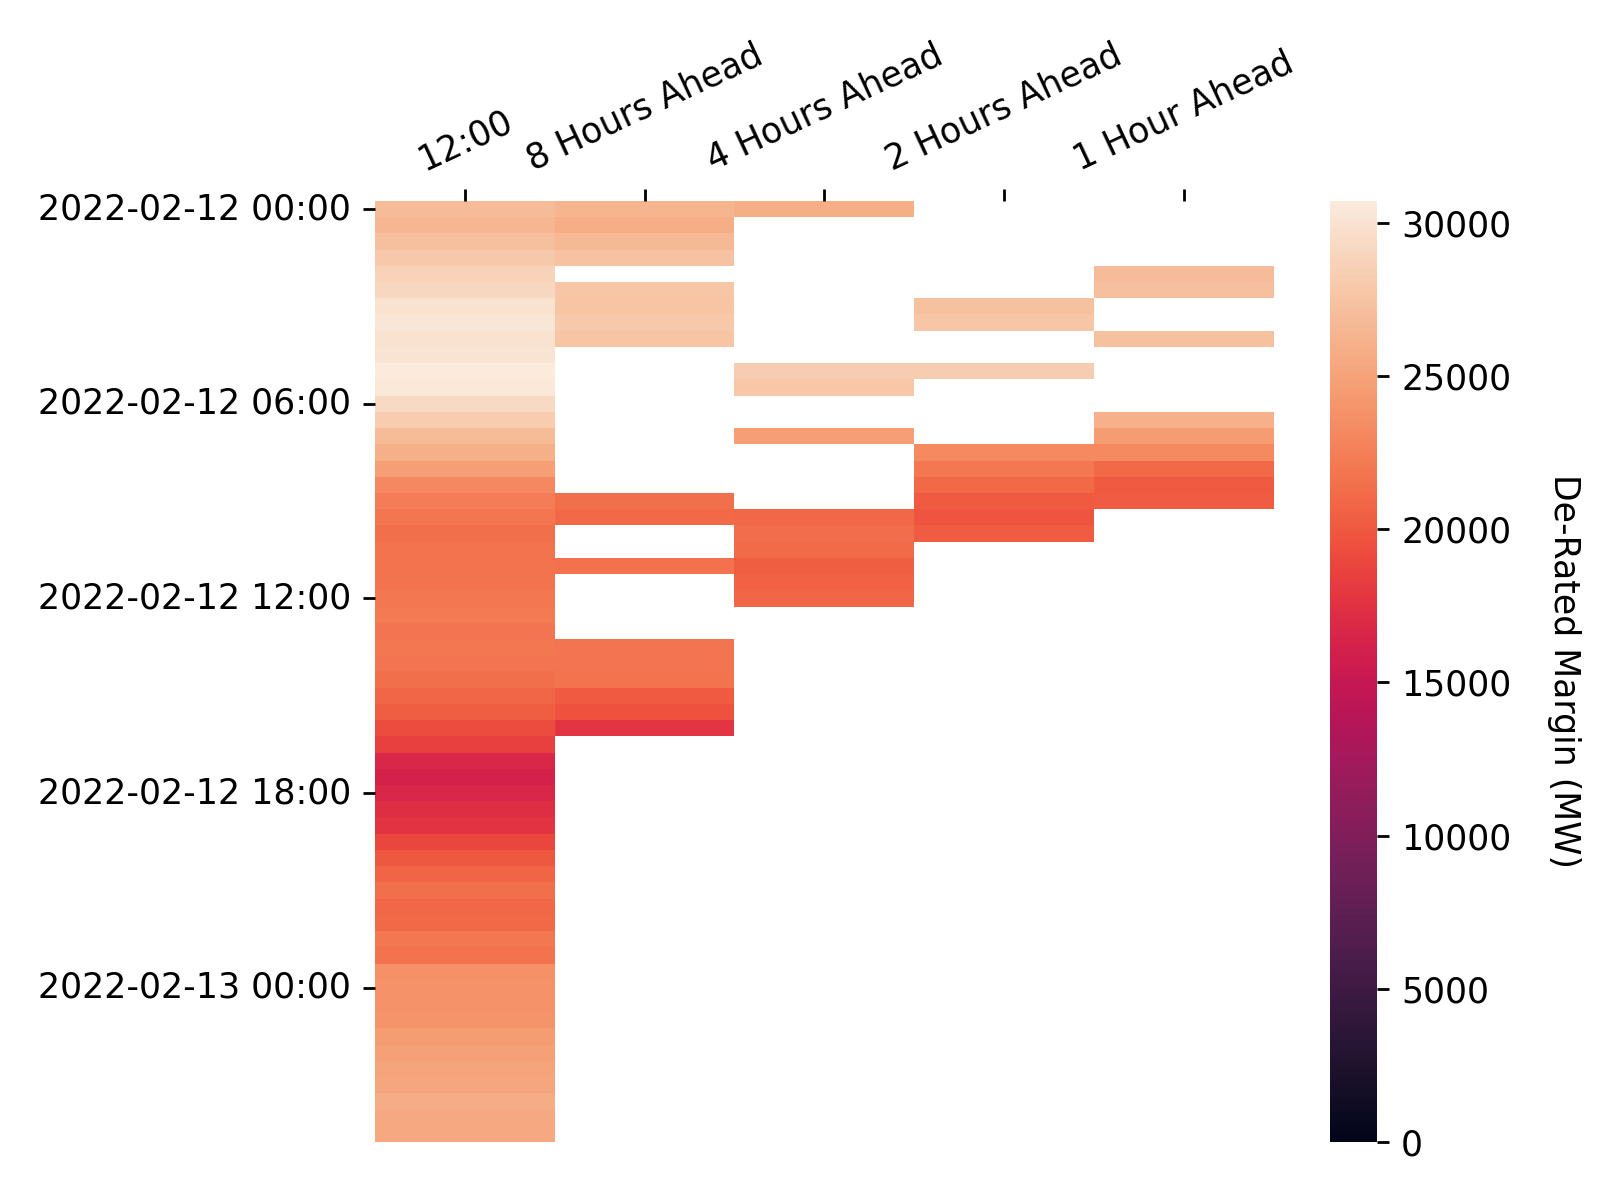 12:00
8 Hours Ahead
4 Hours Ahead
2 Hours Ahead
1 Hour Ahead
2022-02-12 00:00
2022-02-12 06:00
2022-02-12 12:00
2022-02-12 18:00
2022-02-13 00:00
30000
25000
20000
15000
10000
5000
0
De-Rated Margin (MW)